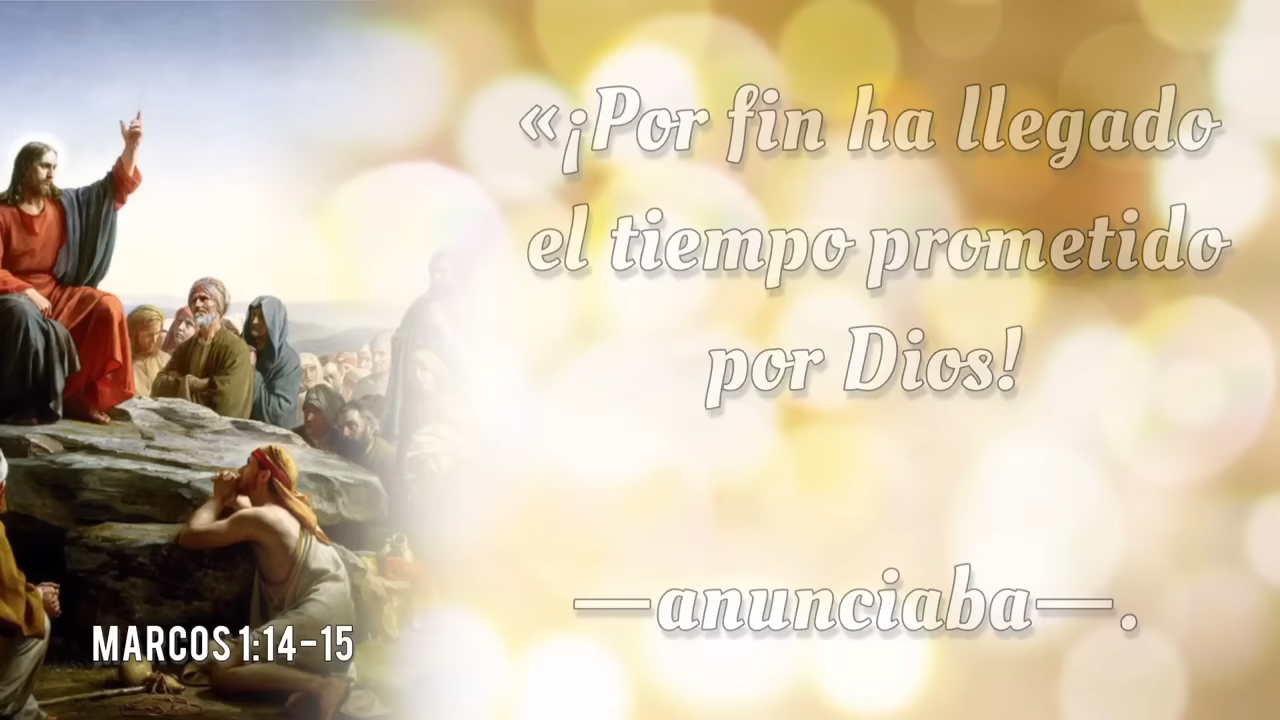 «¡Por fin ha llegado
el tiempo prometido
por Dios!
—anunciaba—.
MARCOS 1:14-15